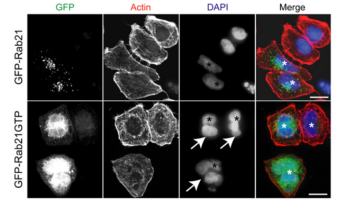 GFP Actin DAPI Merge
GFP-Rab21
GFP-Rab21GTP